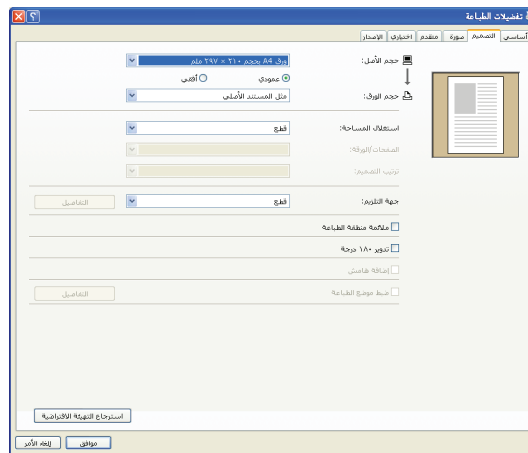 تفضيلات الطباعة
أساسي التصميم صورة متقدم اختياري الإصدار
حجم الأصل: ورق A4 بحجم ٢١٠ × ٢٩٧ ملم
عمودي أفقي
حجم الورق: مثل المستند الأصلي
استغلال المساحة: قطع
الصفحات/الورقة:
ترتيب التصميم:
جهة التلزيم: قطع التفاصيل
ملائمة منطقة الطباعة
تدوير ١٨٠ درجة
إضافة هامش
ضبط موضع الطباعة التفاصيل
استرجاع التهيئة الافتراضية
موافق إلغاء الأمر